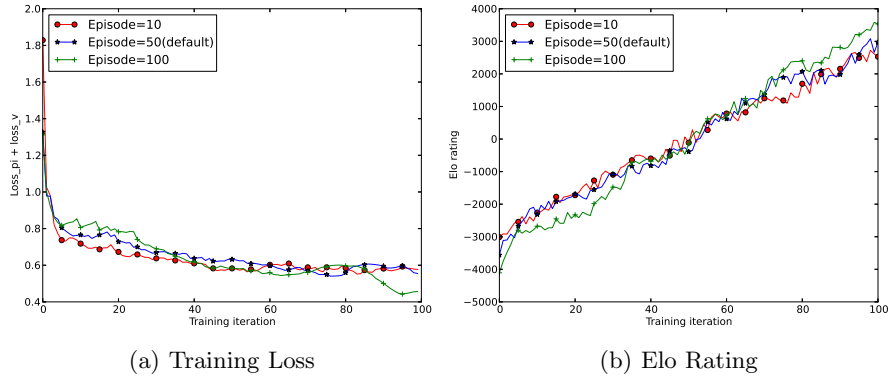 2.0
1.8
1.6
1.4
1.2
1.0
0.8
0.6
0.4
Loss_pi + loss_v
Episode=10
Episode=50(default)
Episode=100
0
20
40
60
80
100
Training iteration
(a) Training Loss
4000
3000
2000
1000
0
−1000
−2000
−3000
−4000
−5000
Elo rating
Episode=10
Episode=50(default)
Episode=100
0
20
40
60
80
100
Training iteration
(b) Elo Rating